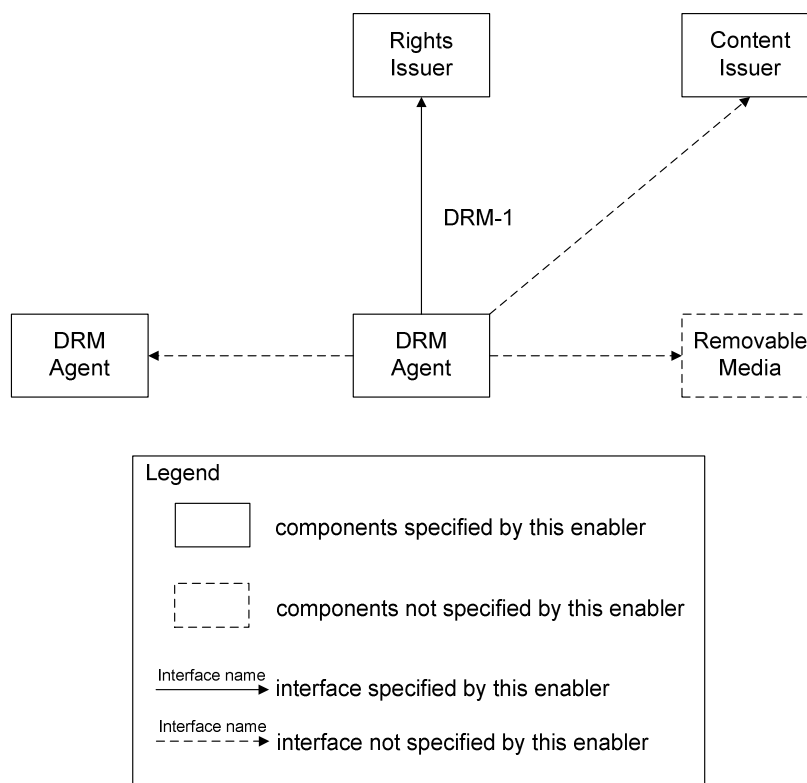 Rights
Issuer
Content
Issuer
DRM-1
DRM
Agent
DRM
Agent
Removable
Media
Legend
components specified by this enabler
components not specified by this enabler
Interface name
interface specified by this enabler
Interface name
interface not specified by this enabler